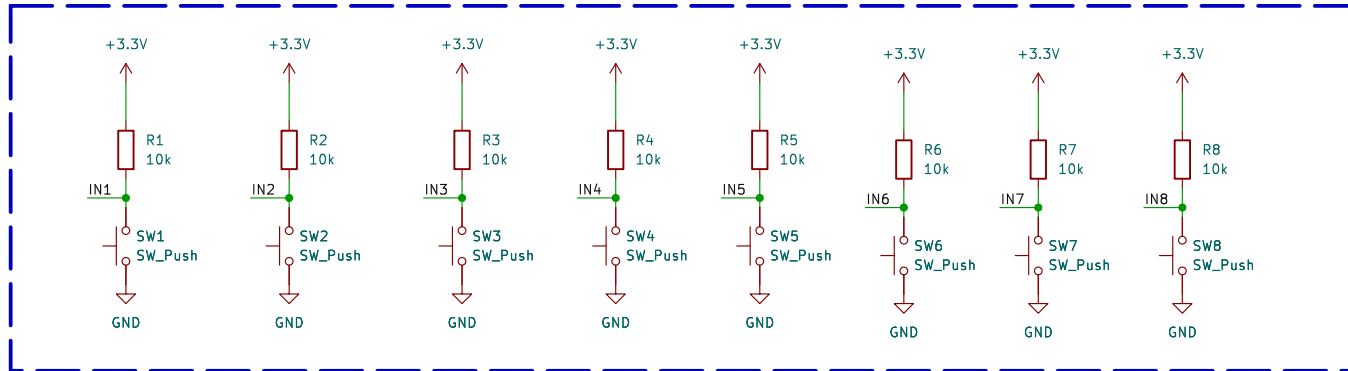 +3.3V
+3.3V
+3.3V
+3.3V
+3.3V
+3.3V
+3.3V
+3.3V
R1
10k
R2
10k
R3
10k
R4
10k
R5
10k
R6
10k
R7
10k
R8
10k
IN1
IN2
IN3
IN4
IN5
IN6
IN7
IN8
SW1
SW_Push
SW2
SW_Push
SW3
SW_Push
SW4
SW_Push
SW5
SW_Push
SW6
SW_Push
SW7
SW_Push
SW8
SW_Push
GND
GND
GND
GND
GND
GND
GND
GND